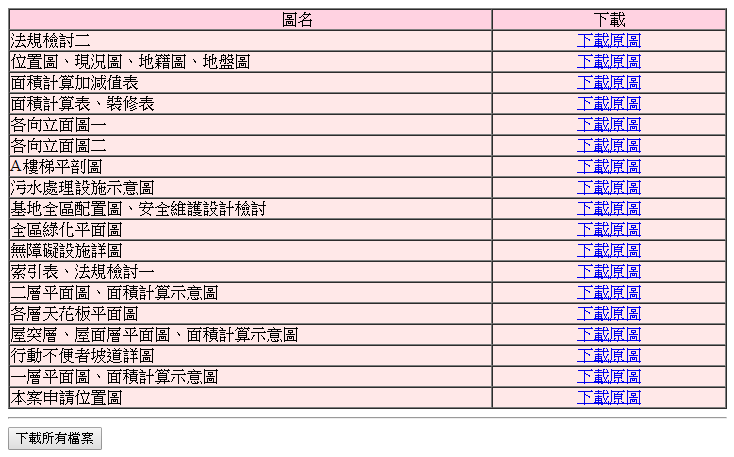 圖名 下載
法規檢討二 下載原圖
位置圖、現況圖、地籍圖、地盤圖 下載原圖
面積計算加減值表 下載原圖
面積計算表、裝修表 下載原圖
各向立面圖一 下載原圖
各向立面圖二 下載原圖
A樓梯平剖圖 下載原圖
污水處理設施示意圖 下載原圖
基地全區配置圖、安全維護設計檢討 下載原圖
全區綠化平面圖 下載原圖
無障礙設施詳圖 下載原圖
索引表、法規檢討一 下載原圖
二層平面圖、面積計算示意圖 下載原圖
各層天花板平面圖 下載原圖
屋突層、屋面層平面圖、面積計算示意圖 下載原圖
行動不便者坡道詳圖 下載原圖
一層平面圖、面積計算示意圖 下載原圖
本案申請位置圖 下載原圖
下載所有檔案